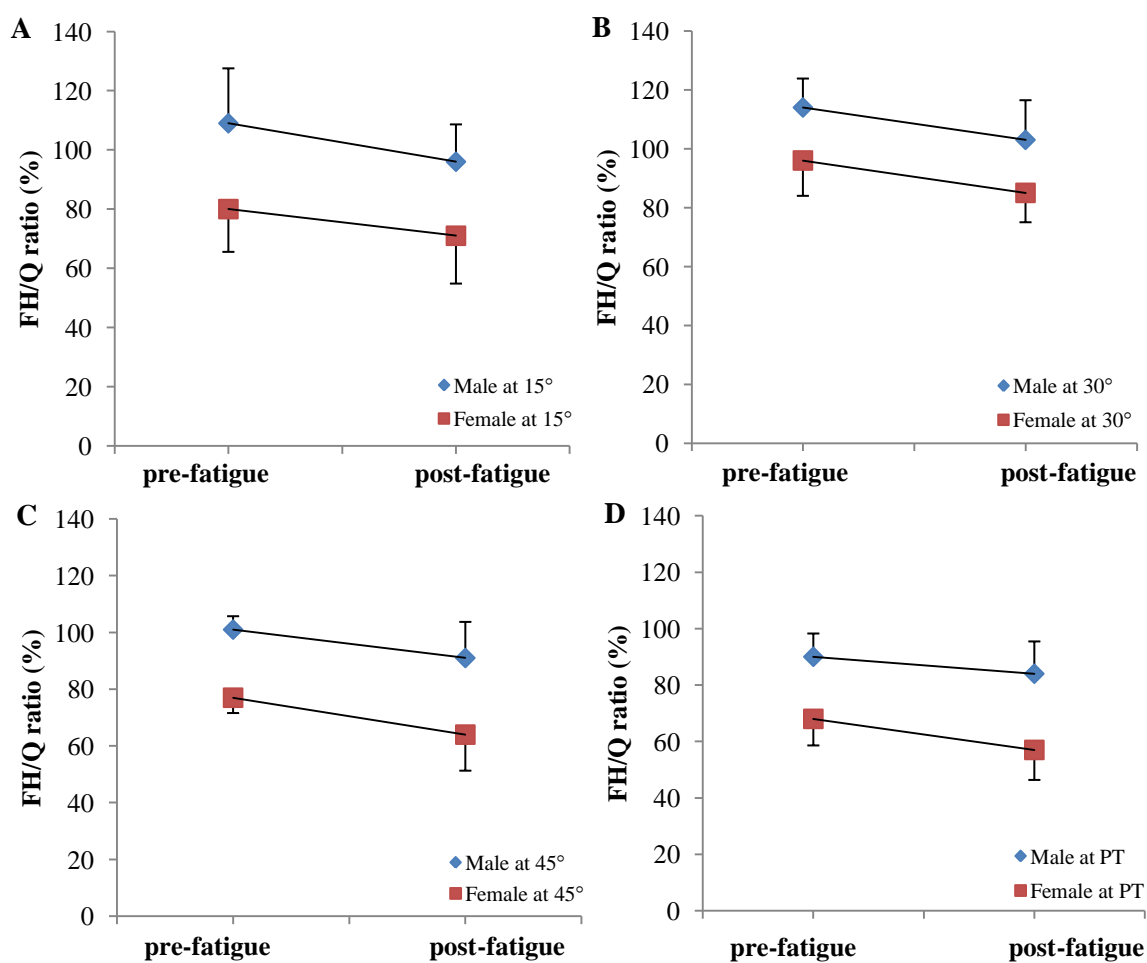 A
FH/Q ratio (%)
140
120
100
80
60
40
20
0
Male at 15°
Female at 15°
pre-fatigue
post-fatigue
B
FH/Q ratio (%)
140
120
100
80
60
40
20
0
Male at 30°
Female at 30°
pre-fatigue
post-fatigue
C
FH/Q ratio (%)
140
120
100
80
60
40
20
0
Male at 45°
Female at 45°
pre-fatigue
post-fatigue
D
FH/Q ratio (%)
140
120
100
80
60
40
20
0
Male at PT
Female at PT
pre-fatigue
post-fatigue